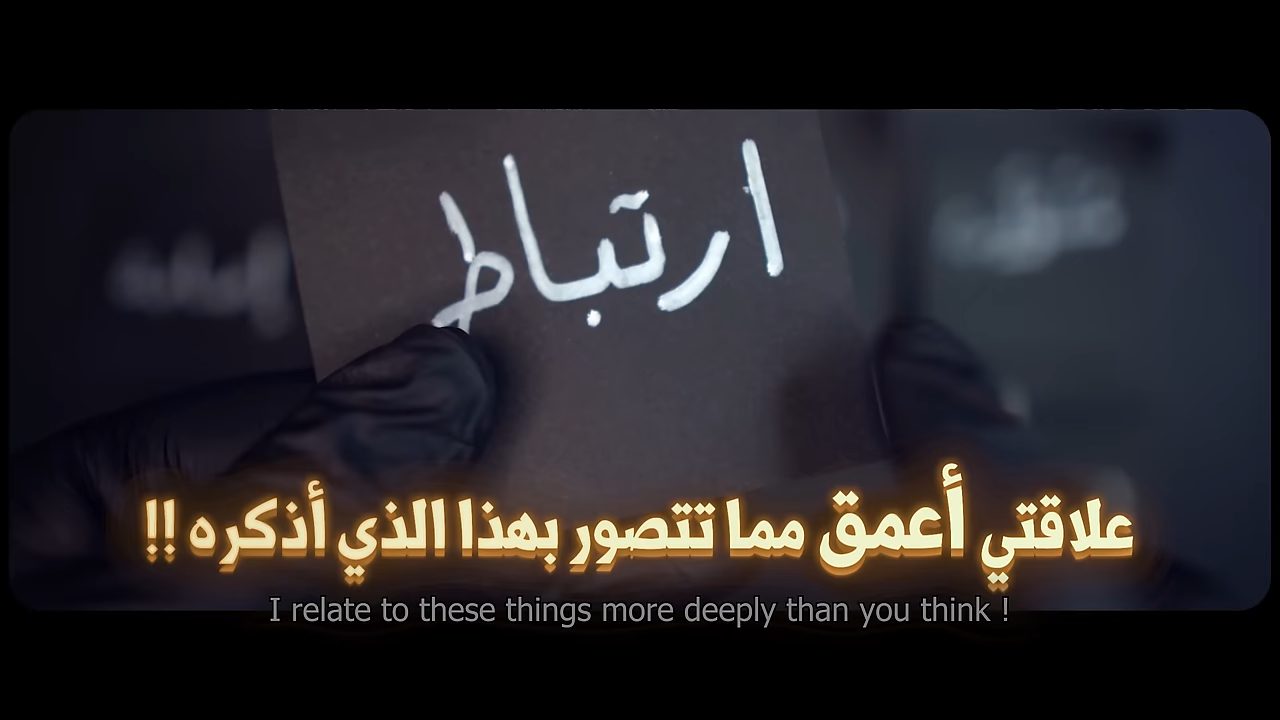 ارتباط
علاقتي أعمق مما تتصور بهذا الذي أذكره !!
I relate to these things more deeply than you think !